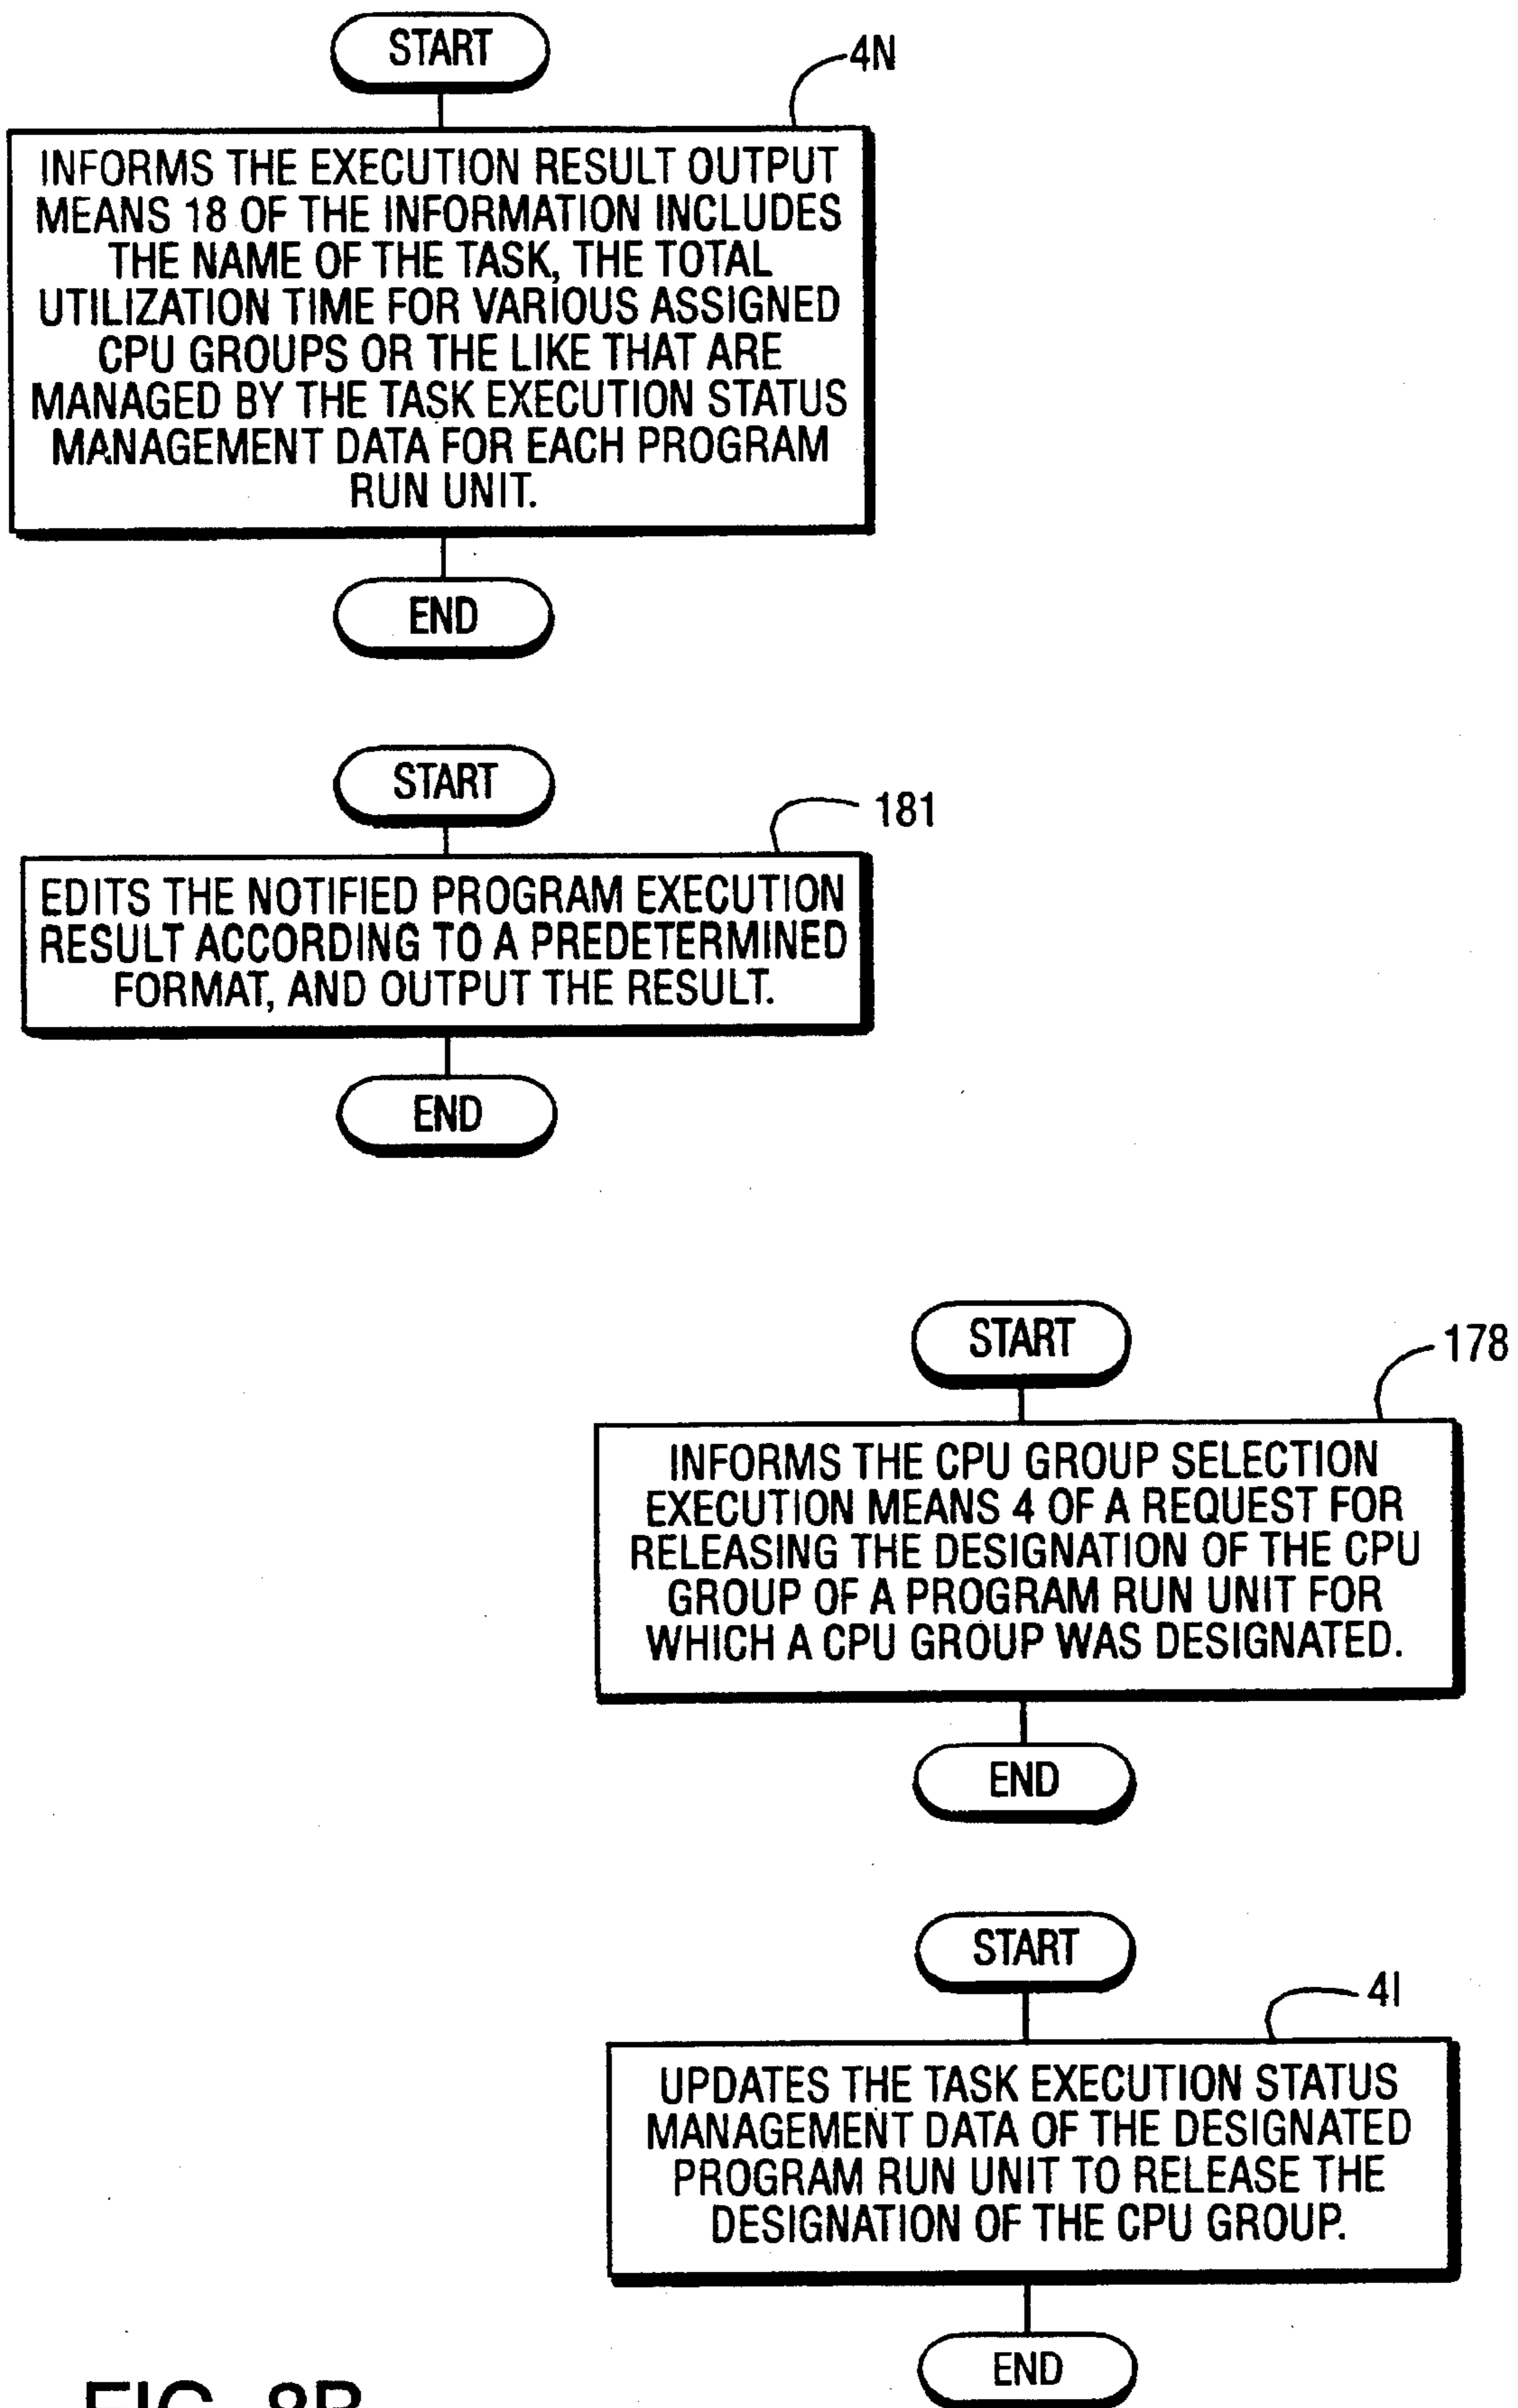 START
4N
INFORMS THE EXECUTION RESULT OUTPUT
MEANS 18 OF THE INFORMATION INCLUDES
THE NAME OF THE TASK, THE TOTAL
UTILIZATION TIME FOR VARIOUS ASSIGNED
CPU GROUPS OR THE LIKE THAT ARE
MANAGED BY THE TASK EXECUTION STATUS
MANAGEMENT DATA FOR EACH PROGRAM
RUN UNIT.
END
START
181
EDITS THE NOTIFIED PROGRAM EXECUTION
RESULT ACCORDING TO A PREDETERMINED
FORMAT, AND OUTPUT THE RESULT.
END
START
178
INFORMS THE CPU GROUP SELECTION
EXECUTION MEANS 4 OF A REQUEST FOR
RELEASING THE DESIGNATION OF THE CPU
GROUP OF A PROGRAM RUN UNIT FOR
WHICH A CPU GROUP WAS DESIGNATED.
END
START
4I
UPDATES THE TASK EXECUTION STATUS
MANAGEMENT DATA OF THE DESIGNATED
PROGRAM RUN UNIT TO RELEASE THE
DESIGNATION OF THE CPU GROUP.
END
FIG.